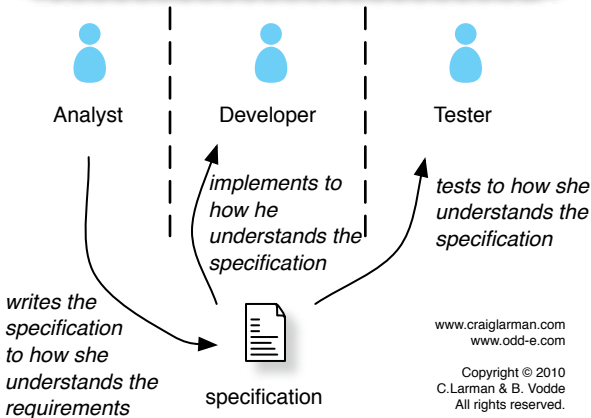 Analyst
Developer
Tester
implements to
how he
understands the
specification
tests to how she
understands the
specification
writes the
specification
to how she
understands the
requirements
specification
www.craiglarman.com
www.odd-e.com
Copyright © 2010
C.Larman & B. Vodde
All rights reserved.